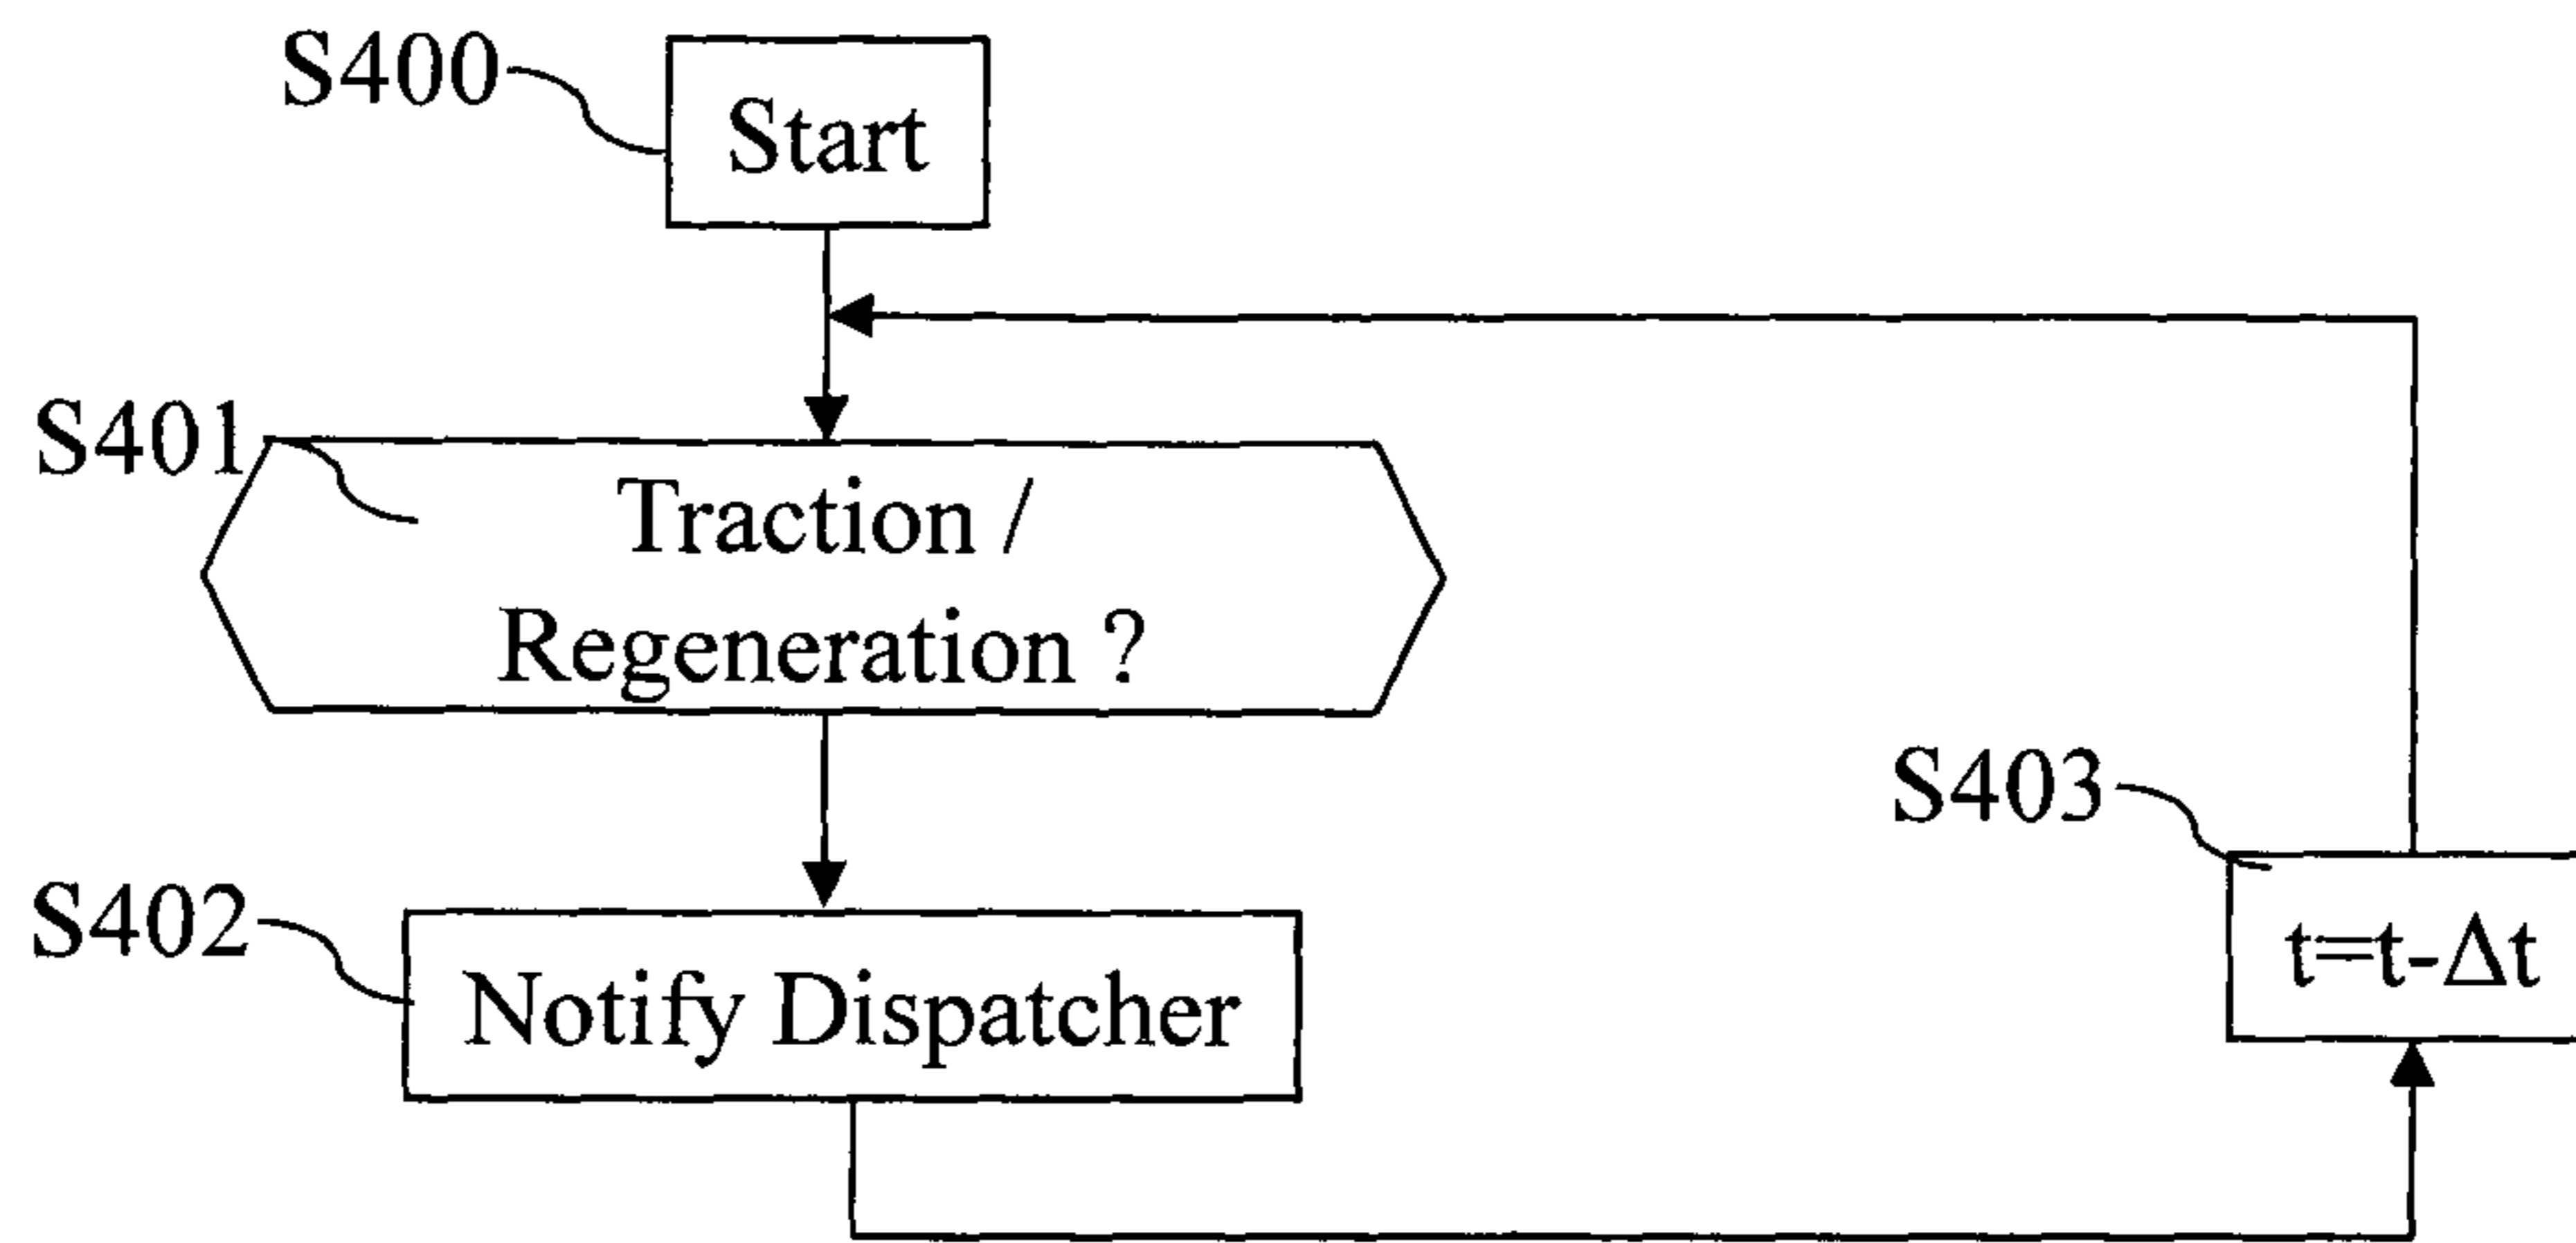 S400
Start
S401
Traction /
Regeneration ?
S403
S402
t=t-Δt
Notify Dispatcher